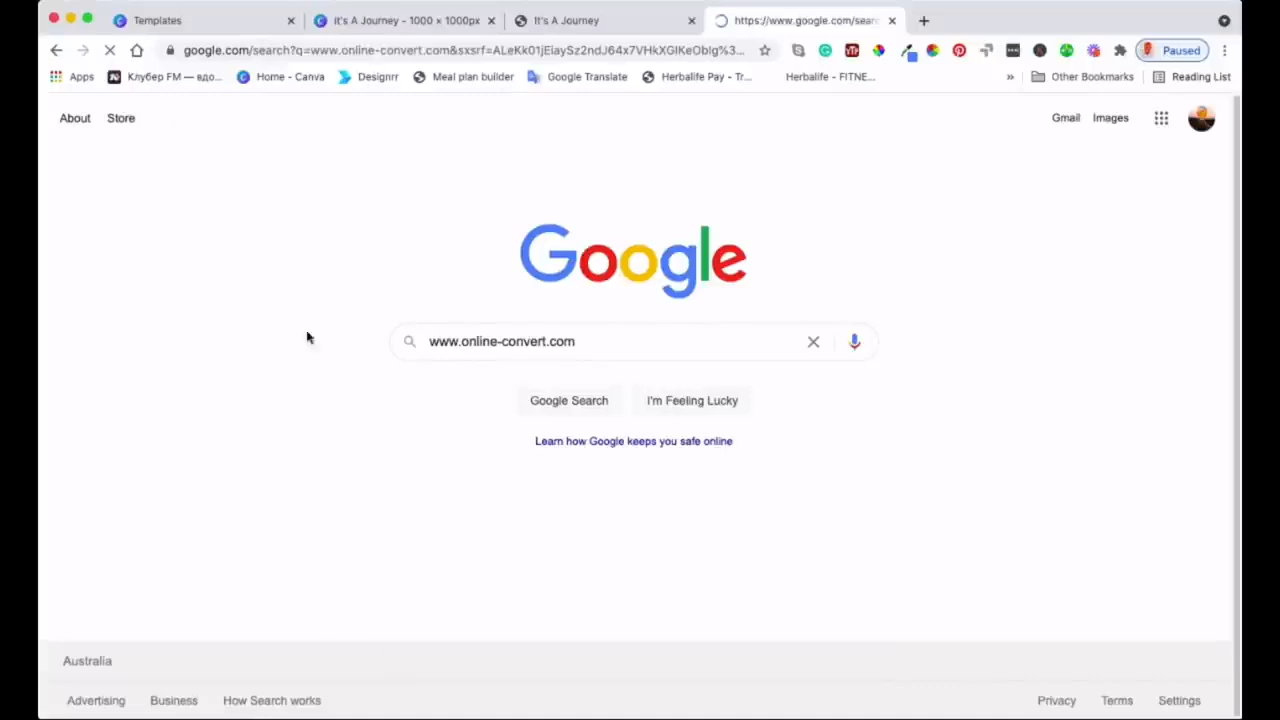 Templates
It's A Journey - 1000 × 1000px
It's A Journey
https://www.google.com/sear
google.com/search?q=www.online-convert.com&sxsrf=ALeKk01jEiaySz2ndJ64x7VHkXGIKeOblg%3...
Paused
Apps
Клубер FM — вдо...
Home - Canva
Designrr
Meal plan builder
Google Translate
Herbalife Pay - Tr...
Herbalife - FITNE...
»
Other Bookmarks
Reading List
About
Store
Gmail
Images
Google
www.online-convert.com
Google Search
I'm Feeling Lucky
Learn how Google keeps you safe online
Australia
Advertising
Business
How Search works
Privacy
Terms
Settings